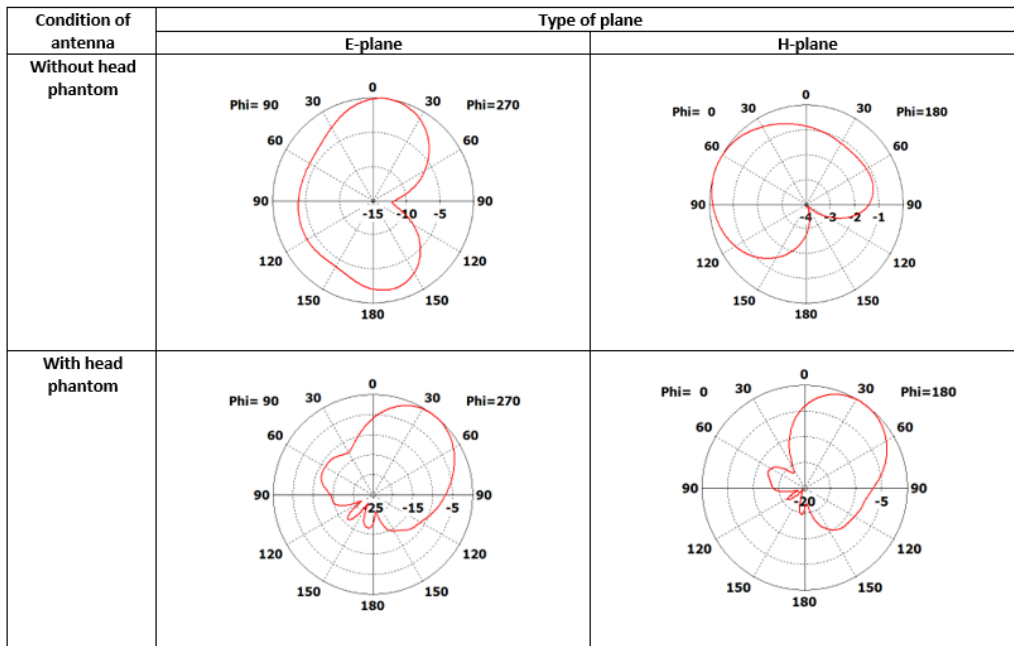 Condition of antenna
Type of plane
E-plane
H-plane
Without head phantom
0
Phi= 90 30 30 Phi=270
60 60
90 -15 -10 -5 90
120 120
150 150
180
0
Phi= 0 30 30 Phi=180
60 60
90 -4 -3 -2 -1 90
120 120
150 150
180
With head phantom
0
Phi= 90 30 30 Phi=270
60 60
90 -25 -15 -5 90
120 120
150 150
180
0
Phi= 0 30 30 Phi=180
60 60
90 -20 -5 90
120 120
150 150
180